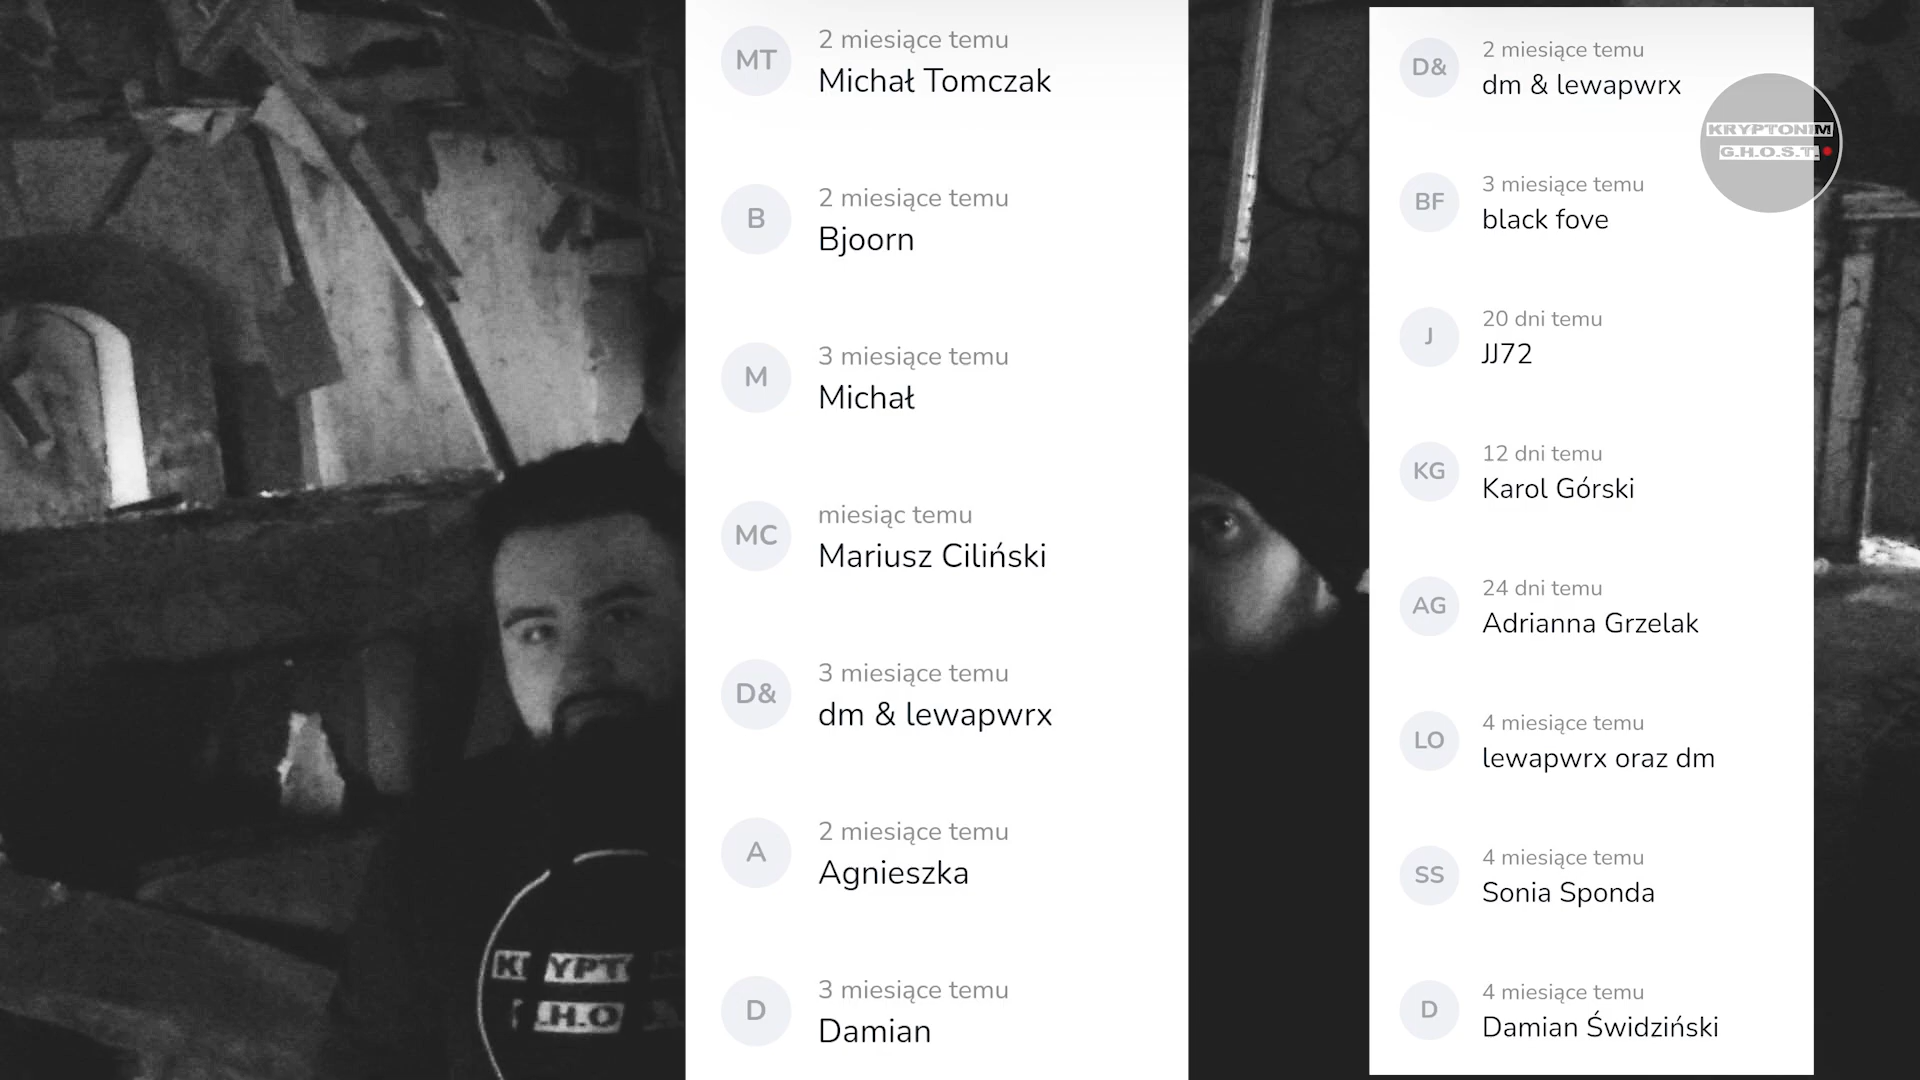 MT
2 miesiące temu
Michał Tomczak
B
2 miesiące temu
Bjoorn
M
3 miesiące temu
Michał
MC
miesiąc temu
Mariusz Ciliński
D&
3 miesiące temu
dm & lewapwrx
A
2 miesiące temu
Agnieszka
D
3 miesiące temu
Damian
D&
2 miesiące temu
dm & lewapwrx
BF
3 miesiące temu
black fove
J
20 dni temu
JJ72
KG
12 dni temu
Karol Górski
AG
24 dni temu
Adrianna Grzelak
LO
4 miesiące temu
lewapwrx oraz dm
SS
4 miesiące temu
Sonia Sponda
D
4 miesiące temu
Damian Świdziński
KRYPTONIM
G.H.O.S.T.